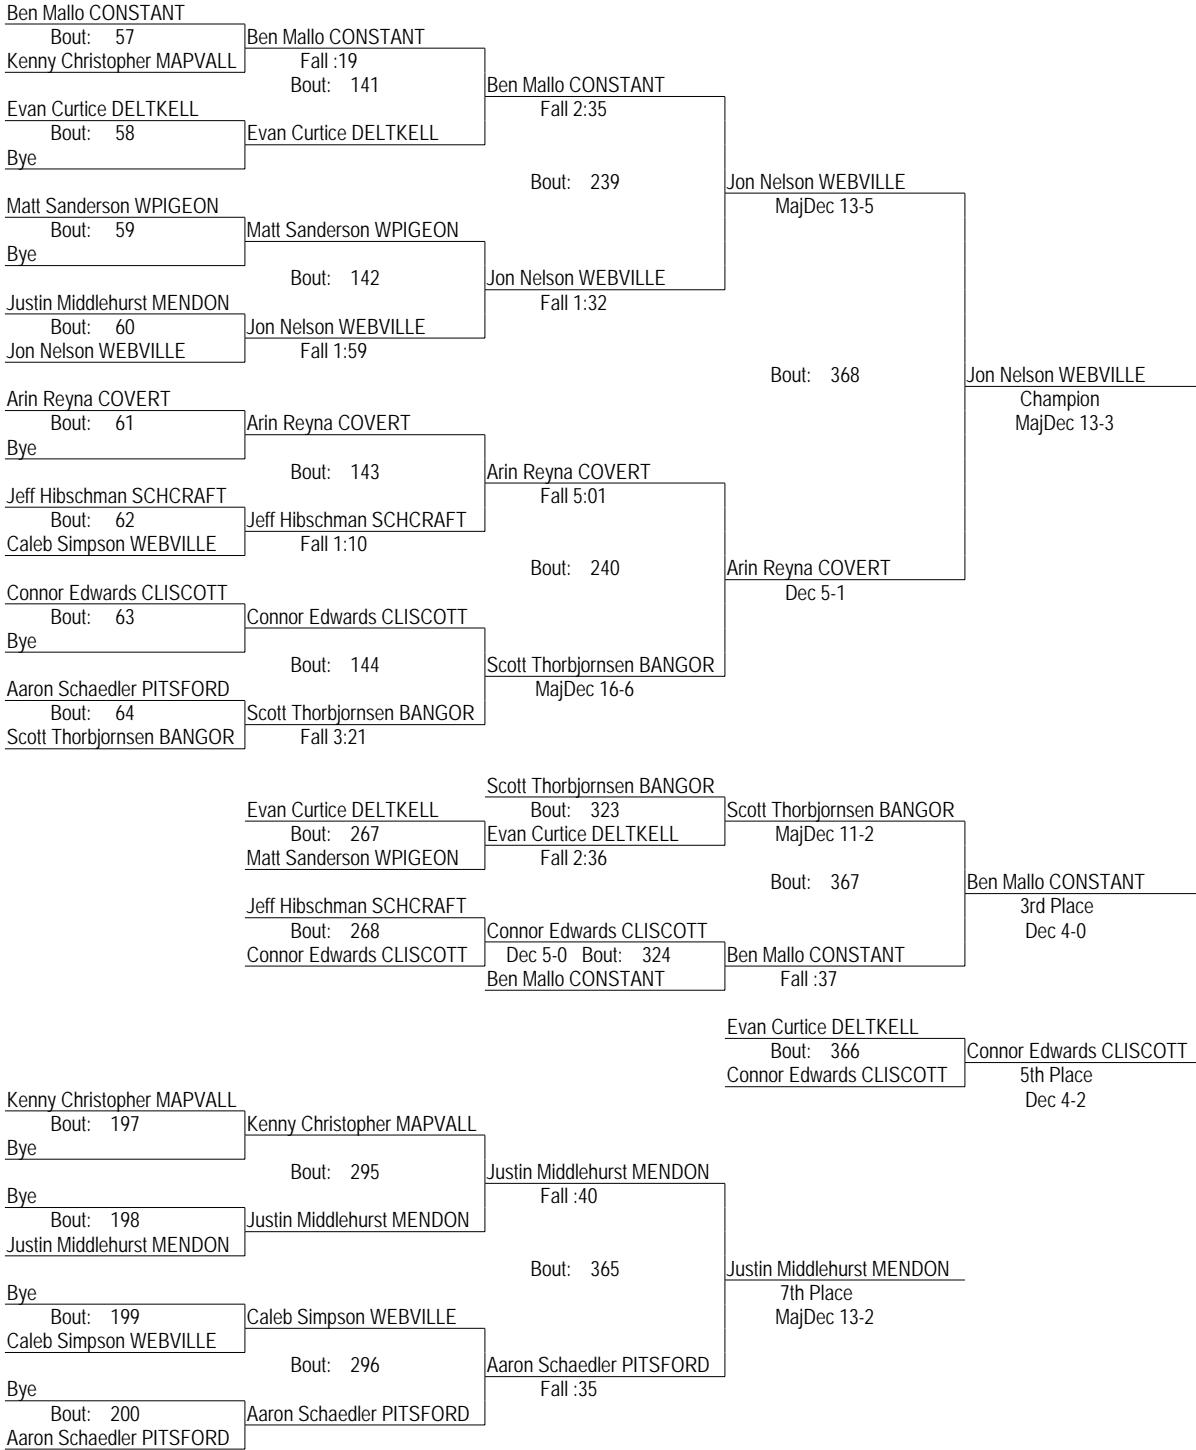 Ben Mallo CONSTANT
Bout: 57 Ben Mallo CONSTANT
Kenny Christopher MAPVALL Fall :19
Bout: 141 Ben Mallo CONSTANT
Evan Curtice DELTKELL Fall 2:35
Bout: 58 Evan Curtice DELTKELL
Bye
Bout: 239 Jon Nelson WEBVILLE
Matt Sanderson WPIGEON MajDec 13-5
Bout: 59 Matt Sanderson WPIGEON
Bye
Bout: 142 Jon Nelson WEBVILLE
Justin Middlehurst MENDON Fall 1:32
Bout: 60 Jon Nelson WEBVILLE
Jon Nelson WEBVILLE Fall 1:59
Bout: 368 Jon Nelson WEBVILLE
Arin Reyna COVERT Champion
Bout: 61 Arin Reyna COVERT MajDec 13-3
Bye
Bout: 143 Arin Reyna COVERT
Jeff Hibschman SCHCRAFT Fall 5:01
Bout: 62 Jeff Hibschman SCHCRAFT
Caleb Simpson WEBVILLE Fall 1:10
Bout: 240 Arin Reyna COVERT
Connor Edwards CLISCOTT Dec 5-1
Bout: 63 Connor Edwards CLISCOTT
Bye
Bout: 144 Scott Thorbjornsen BANGOR
Aaron Schaedler PITSFORD MajDec 16-6
Bout: 64 Scott Thorbjornsen BANGOR
Scott Thorbjornsen BANGOR Fall 3:21
Scott Thorbjornsen BANGOR
Evan Curtice DELTKELL Bout: 323 Scott Thorbjornsen BANGOR
Bout: 267 Evan Curtice DELTKELL MajDec 11-2
Matt Sanderson WPIGEON Fall 2:36
Bout: 367 Ben Mallo CONSTANT
Jeff Hibschman SCHCRAFT 3rd Place
Bout: 268 Connor Edwards CLISCOTT Dec 4-0
Connor Edwards CLISCOTT Dec 5-0 Bout: 324 Ben Mallo CONSTANT
Ben Mallo CONSTANT Fall :37
Evan Curtice DELTKELL
Bout: 366 Connor Edwards CLISCOTT
Connor Edwards CLISCOTT 5th Place
Kenny Christopher MAPVALL Dec 4-2
Bout: 197 Kenny Christopher MAPVALL
Bye
Bout: 295 Justin Middlehurst MENDON
Bye Fall :40
Bout: 198 Justin Middlehurst MENDON
Justin Middlehurst MENDON
Bout: 365 Justin Middlehurst MENDON
Bye 7th Place
Bout: 199 Caleb Simpson WEBVILLE MajDec 13-2
Caleb Simpson WEBVILLE
Bout: 296 Aaron Schaedler PITSFORD
Bye Fall :35
Bout: 200 Aaron Schaedler PITSFORD
Aaron Schaedler PITSFORD